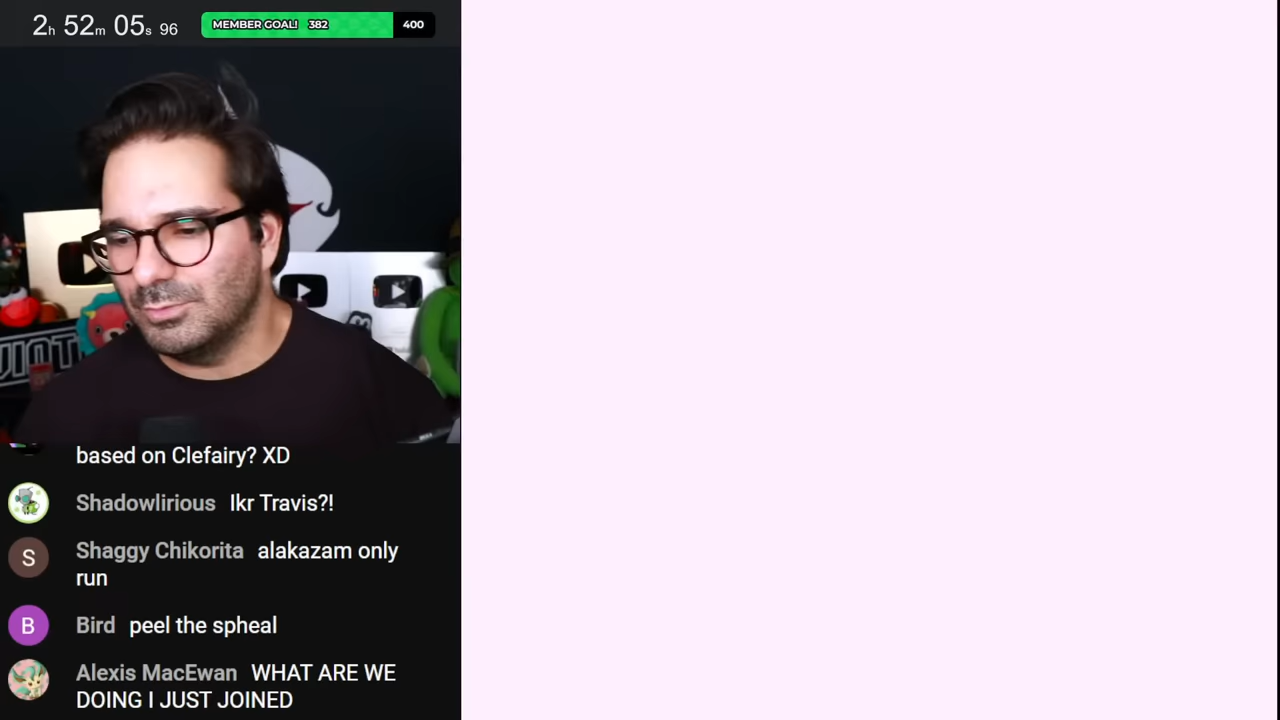 2h 52m 05s 96
MEMBER GOAL! 382 400
based on Clefairy? XD
Shadowlirious Ikr Travis?!
S Shaggy Chikorita alakazam only
run
B Bird peel the spheal
Alexis MacEwan WHAT ARE WE
DOING I JUST JOINED